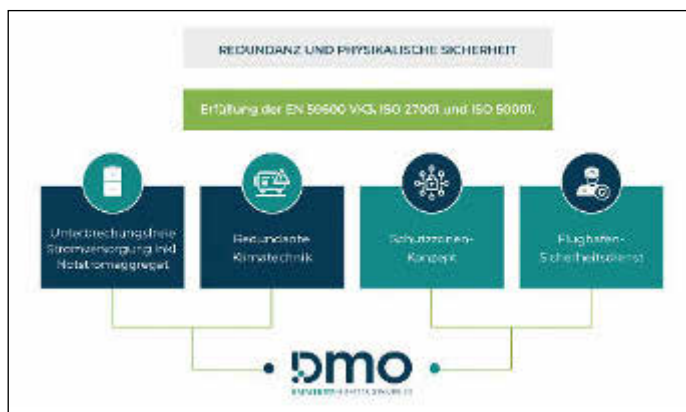 REDUNDANZ UND PHYSIKALISCHE SICHERHEIT
Erfüllung der EN 50600 VK3, ISO 27001 und ISO 50001.
Unterbrechungsfreie
Stromversorgung inkl.
Notstromaggregat
Redundante
Klimatechnik
Schutzzonen-
Konzept
Flughafen-
Sicherheitsdienst
DMO